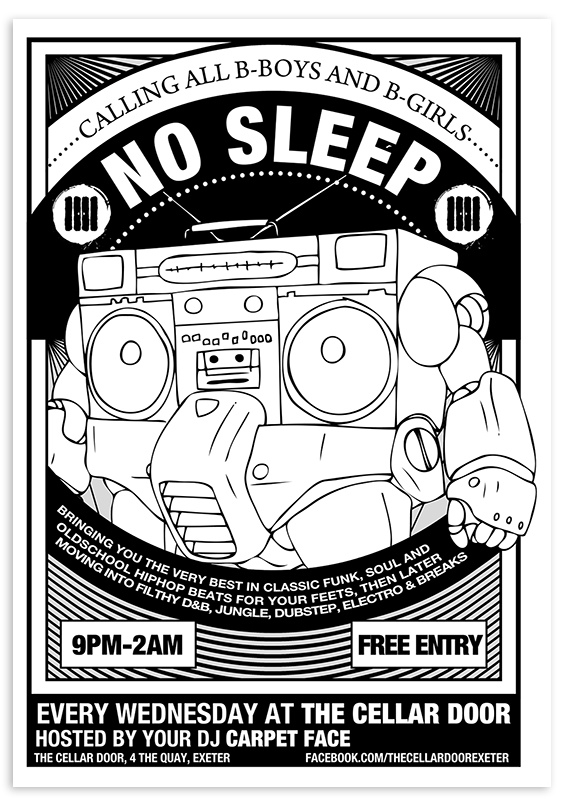 CALLING ALL B-BOYS AND B-GIRLS
NO SLEEP
BRINGING YOU THE VERY BEST IN CLASSIC FUNK, SOUL AND
OLDSCHOOL HIPHOP BEATS FOR YOUR FEETS, THEN LATER
MOVING INTO FILTHY D&B, JUNGLE, DUBSTEP, ELECTRO & BREAKS
9PM-2AM
FREE ENTRY
EVERY WEDNESDAY AT THE CELLAR DOOR
HOSTED BY YOUR DJ CARPET FACE
THE CELLAR DOOR, 4 THE QUAY, EXETER
FACEBOOK.COM/THECELLARDOOREXETER